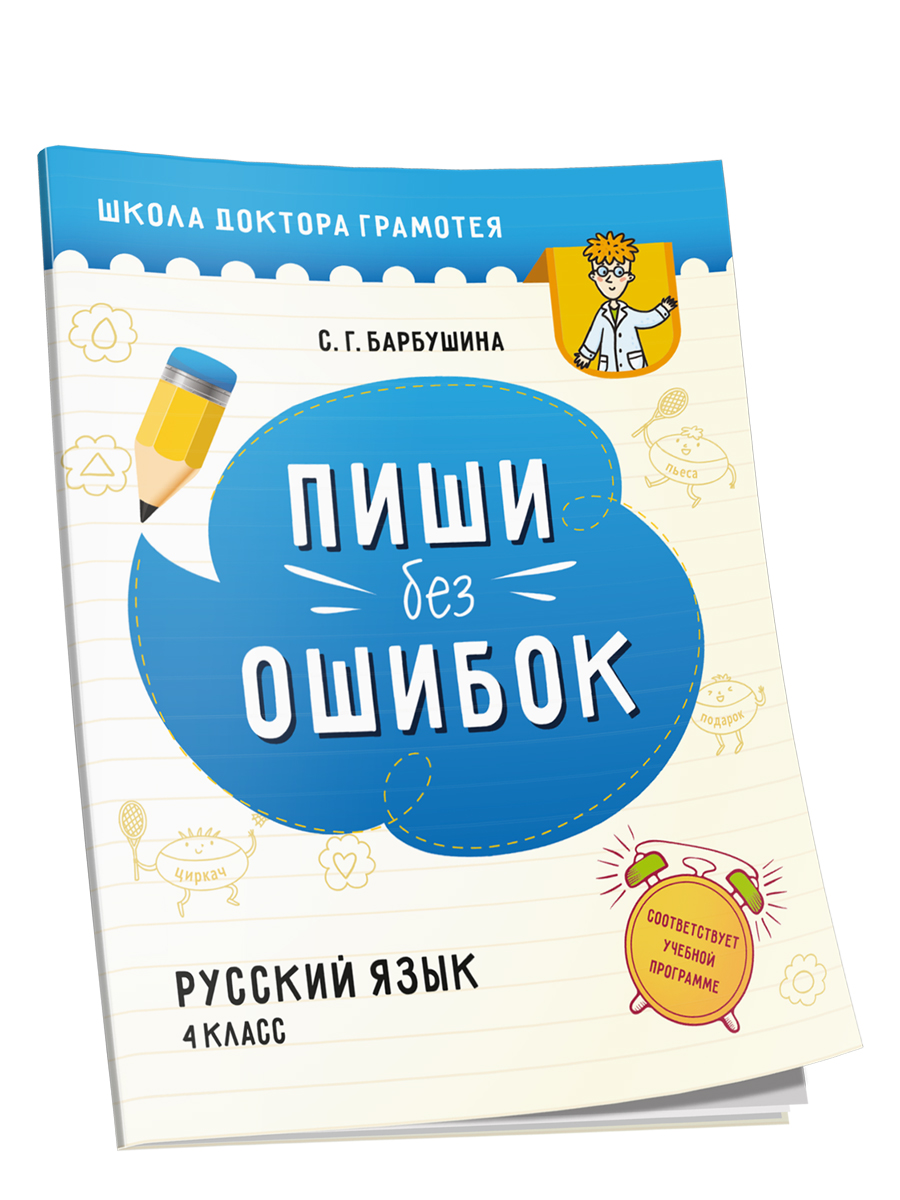 ШКОЛА ДОКТОРА ГРАМОТЕЯ
С. Г. БАРБУШИНА
ПИШИ
без
ОШИБОК
пьеса
подарок
циркач
СООТВЕТСТВУЕТ
УЧЕБНОЙ
ПРОГРАММЕ
РУССКИЙ ЯЗЫК
4 КЛАСС